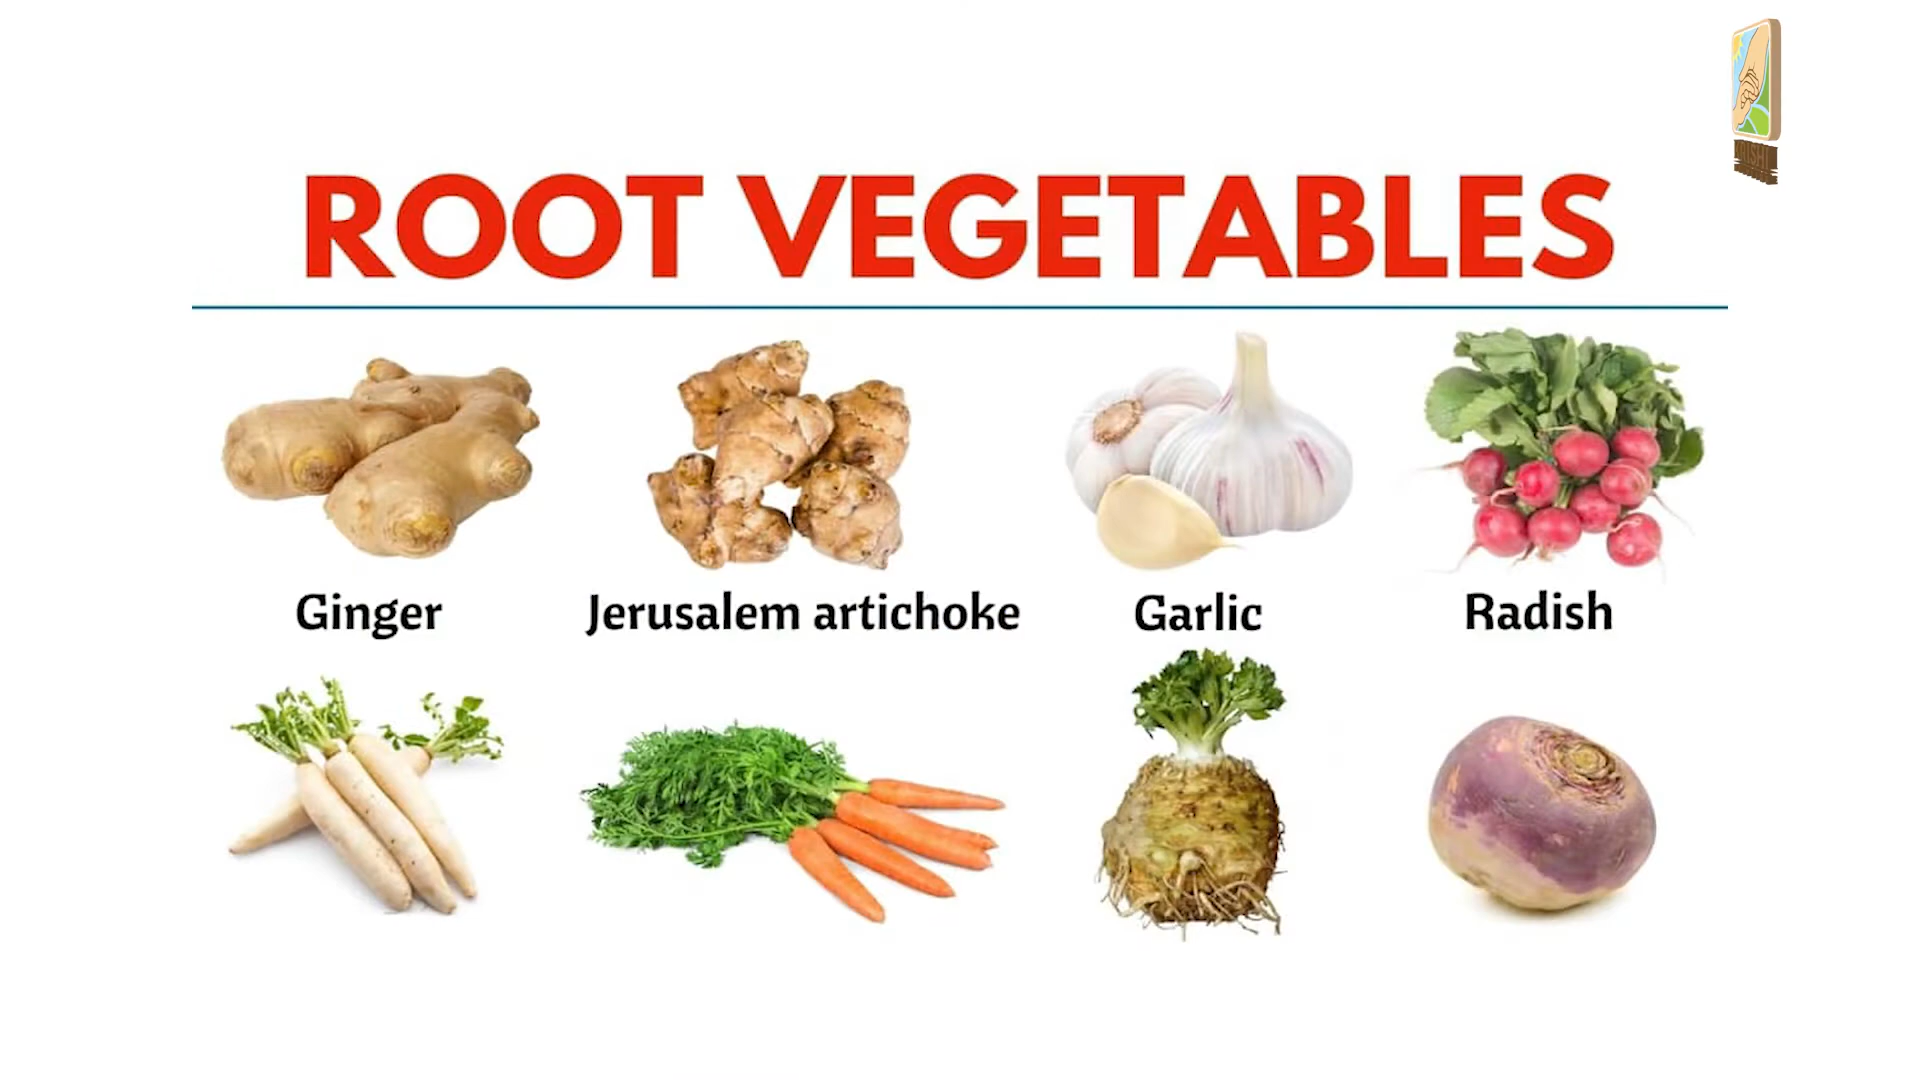 ROOT VEGETABLES
Ginger
Jerusalem artichoke
Garlic
Radish